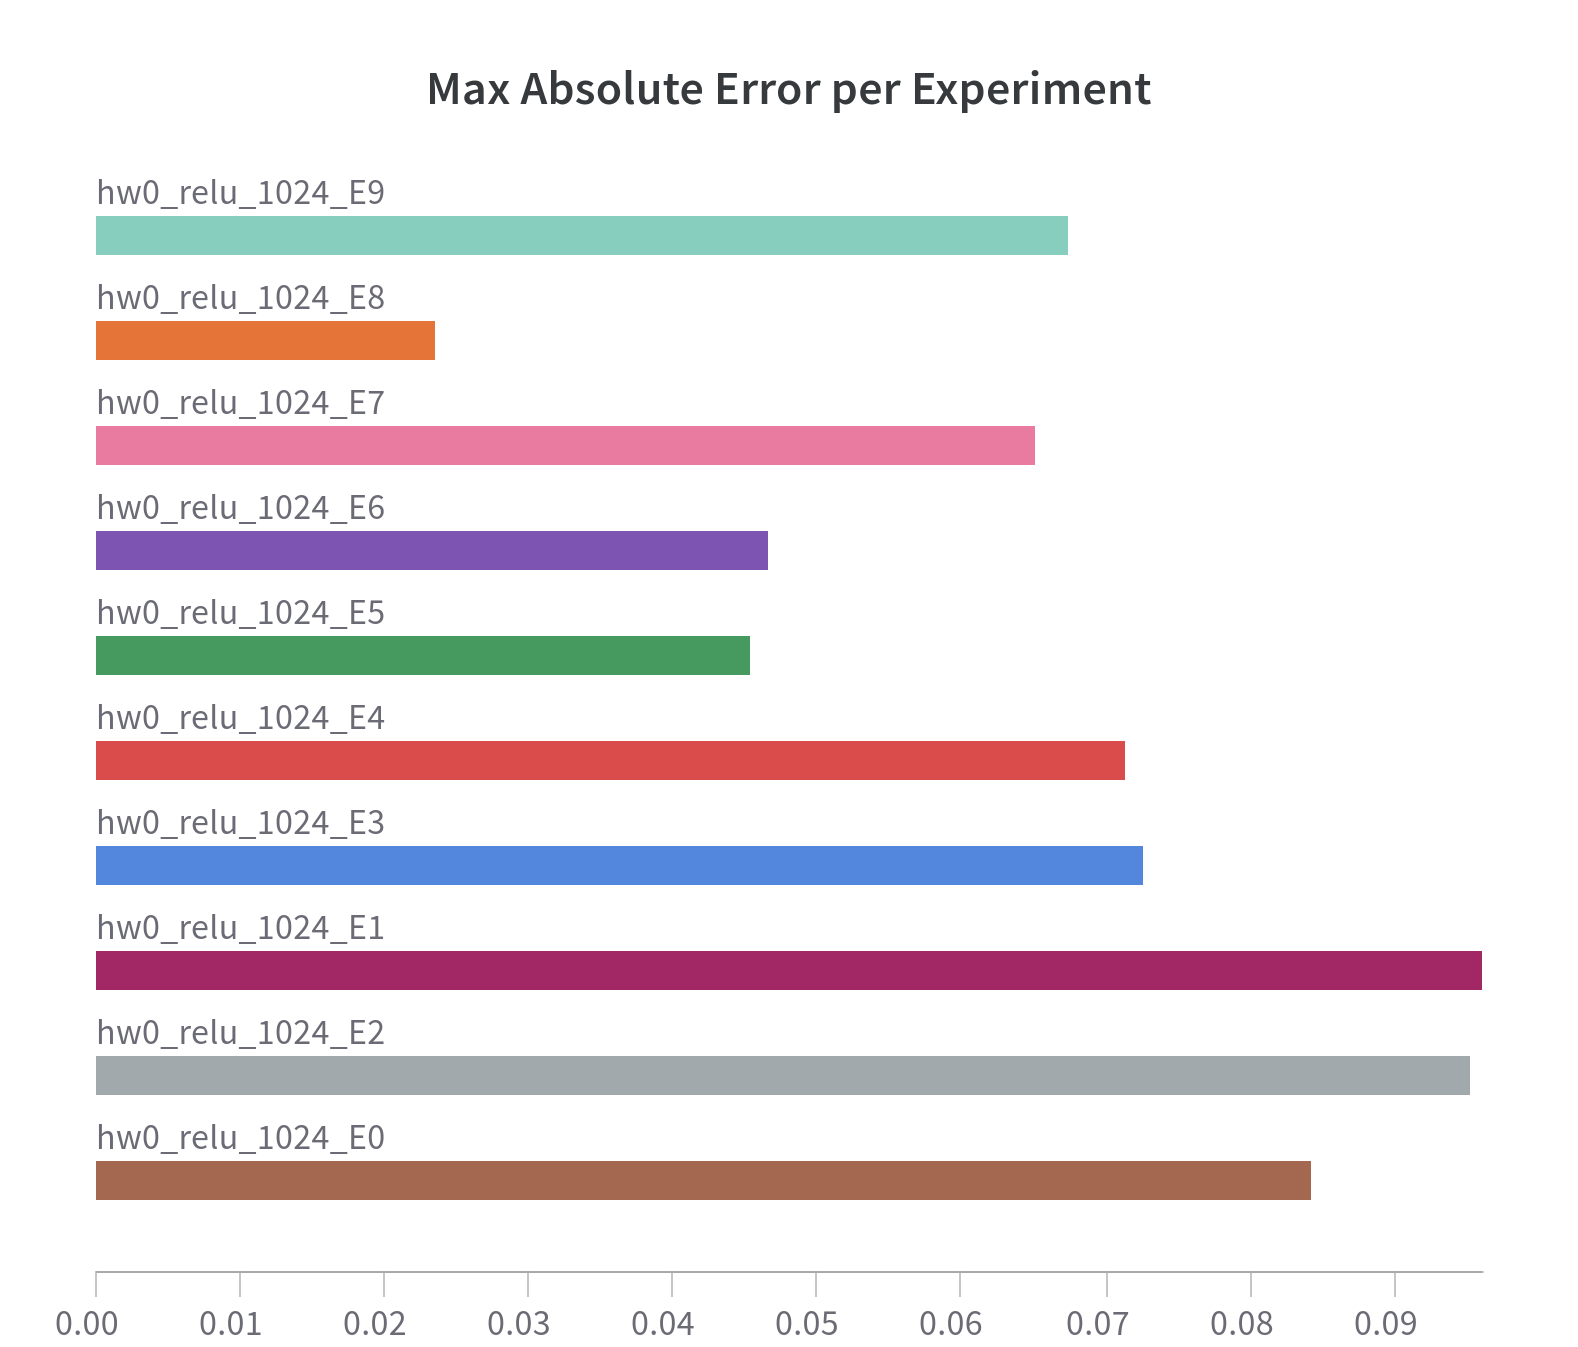 Max Absolute Error per Experiment
hw0_relu_1024_E9
hw0_relu_1024_E8
hw0_relu_1024_E7
hw0_relu_1024_E6
hw0_relu_1024_E5
hw0_relu_1024_E4
hw0_relu_1024_E3
hw0_relu_1024_E1
hw0_relu_1024_E2
hw0_relu_1024_E0
0.00 0.01 0.02 0.03 0.04 0.05 0.06 0.07 0.08 0.09